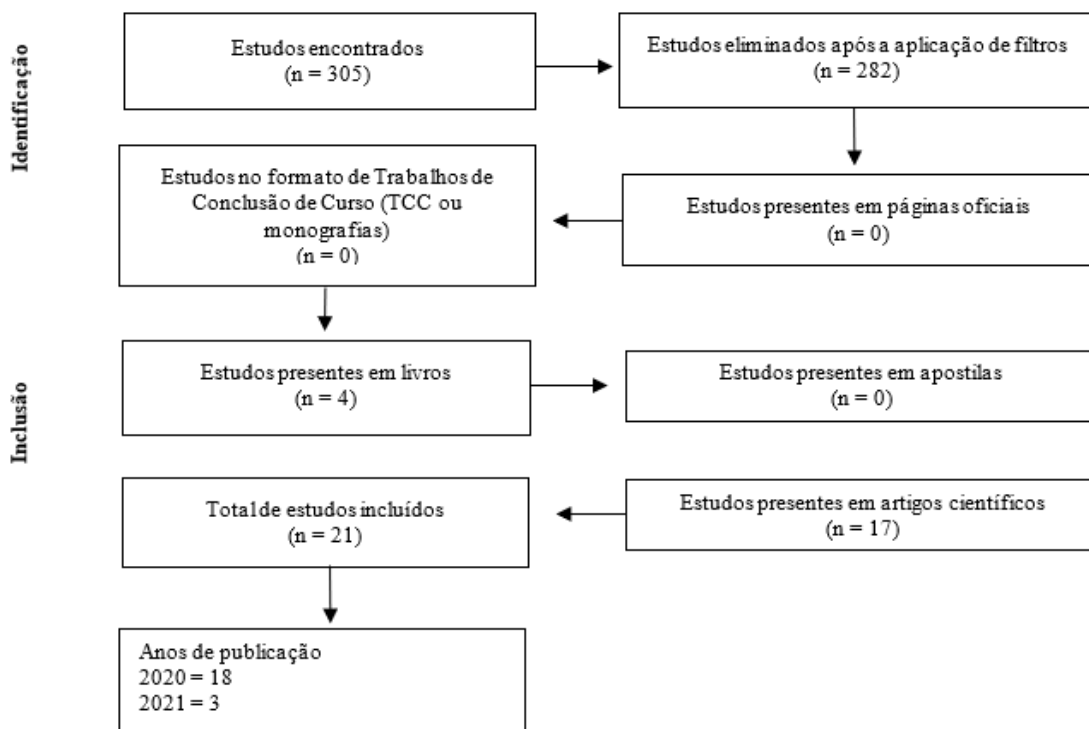 Identificação
Estudos encontrados
(n = 305)
Estudos eliminados após a aplicação de filtros
(n = 282)
Estudos presentes em páginas oficiais
(n = 0)
Estudos no formato de Trabalhos de
Conclusão de Curso (TCC ou
monografias)
(n = 0)
Inclusão
Estudos presentes em livros
(n = 4)
Estudos presentes em apostilas
(n = 0)
Estudos presentes em artigos científicos
(n = 17)
Total de estudos incluídos
(n = 21)
Anos de publicação
2020 = 18
2021 = 3